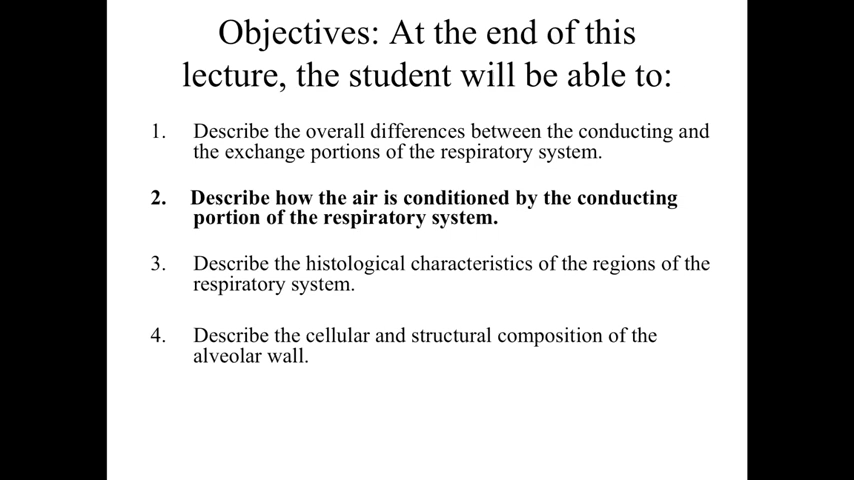 Objectives: At the end of this
lecture, the student will be able to:
1. Describe the overall differences between the conducting and
the exchange portions of the respiratory system.
2. Describe how the air is conditioned by the conducting
portion of the respiratory system.
3. Describe the histological characteristics of the regions of the
respiratory system.
4. Describe the cellular and structural composition of the
alveolar wall.